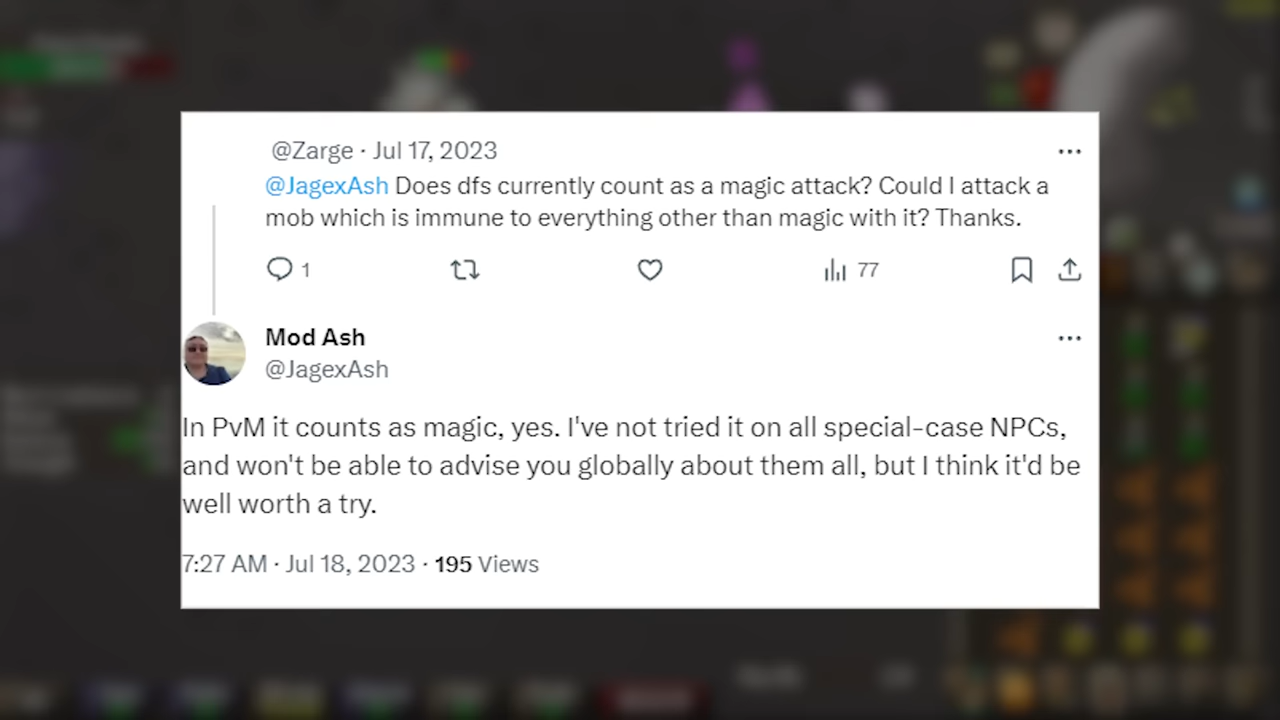 @Zarge · Jul 17, 2023
@JagexAsh Does dfs currently count as a magic attack? Could I attack a
mob which is immune to everything other than magic with it? Thanks.
1
77
Mod Ash
@JagexAsh
In PvM it counts as magic, yes. I've not tried it on all special-case NPCs,
and won't be able to advise you globally about them all, but I think it'd be
well worth a try.
7:27 AM · Jul 18, 2023 · 195 Views